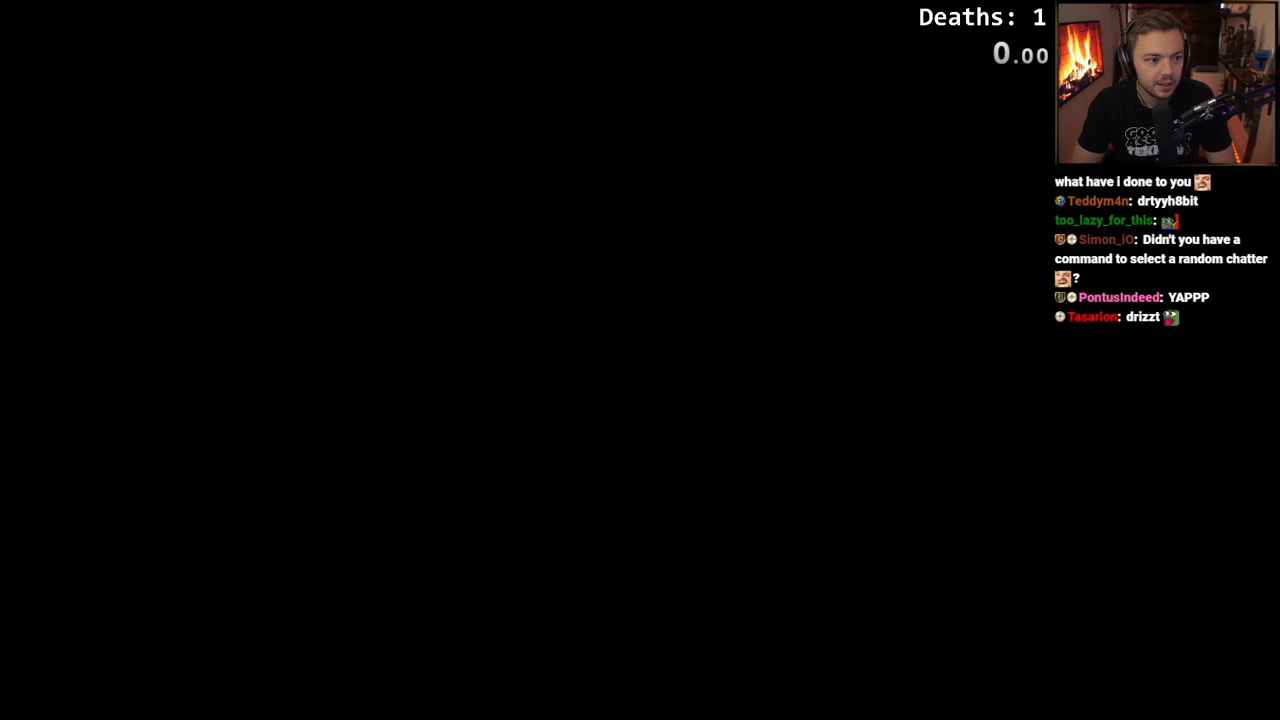 Deaths: 1
0.00
what have i done to you
Teddym4n: drtyyh8bit
too_lazy_for_this:
Simon_iO: Didn't you have a
command to select a random chatter
?
PontusIndeed: YAPPP
Tasarion: drizzt